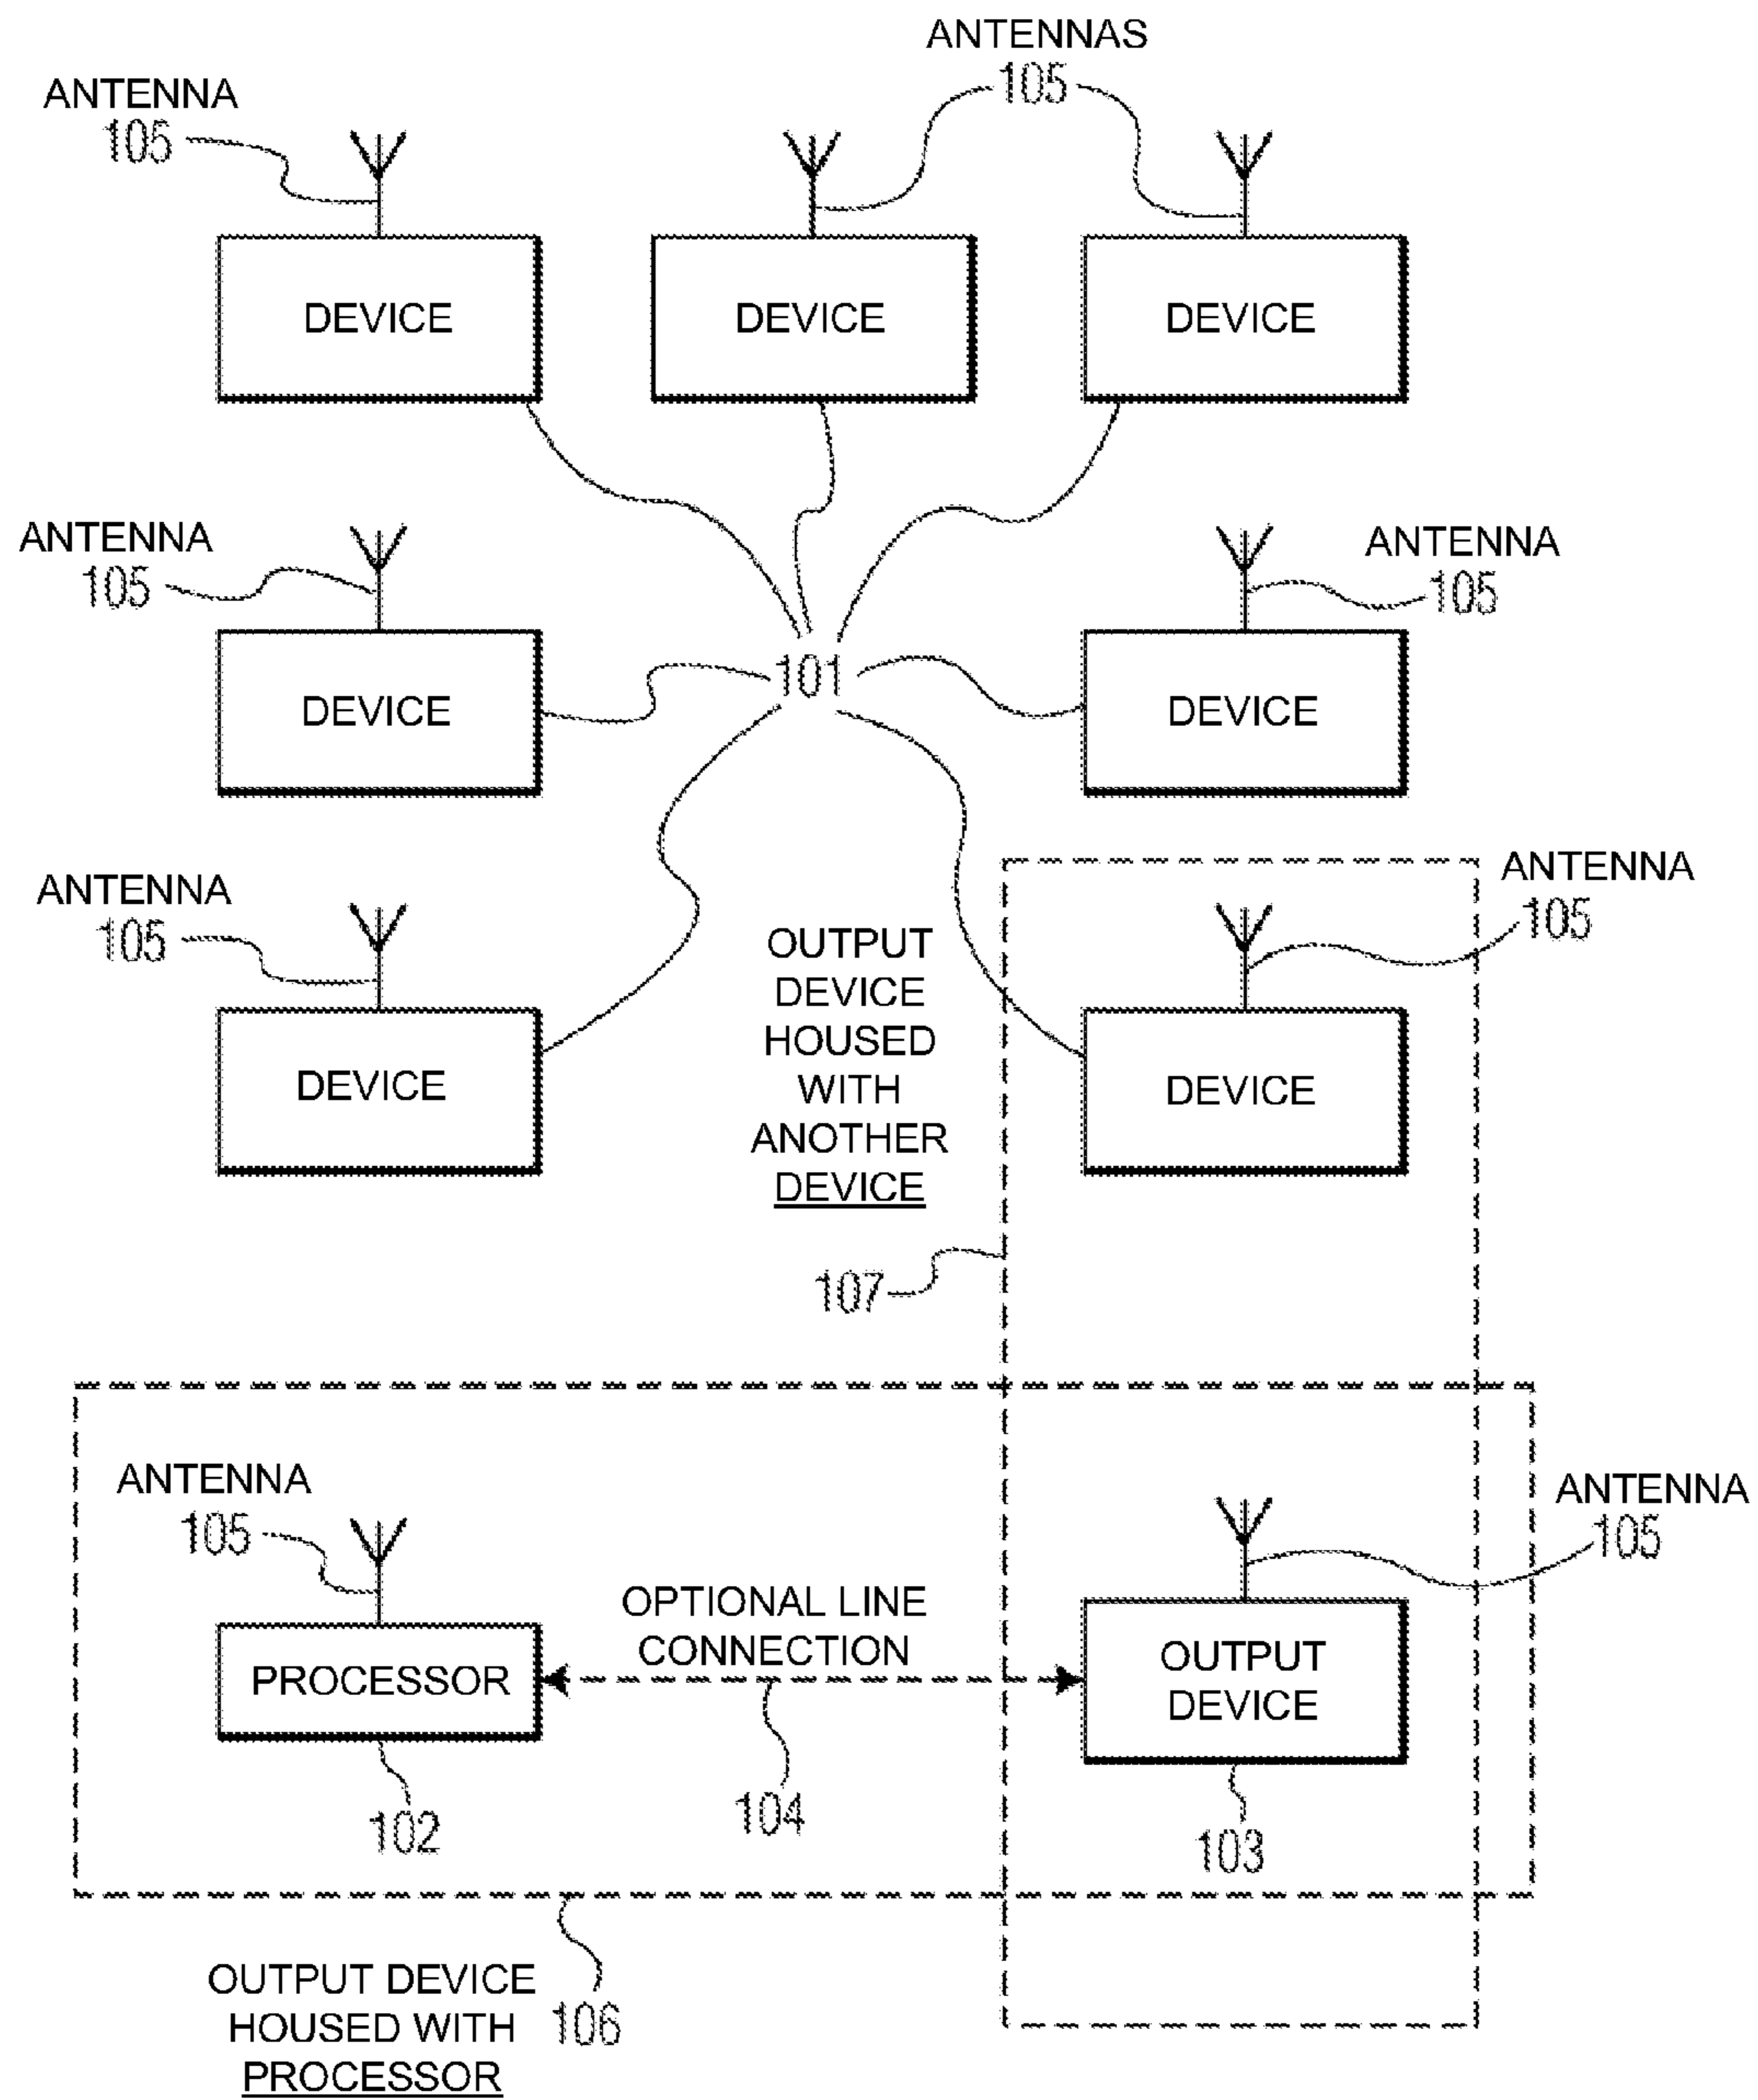 ANTENNAS
105
ANTENNA
105
DEVICE
DEVICE
DEVICE
ANTENNA
105
ANTENNA
105
101
DEVICE
DEVICE
ANTENNA
105
ANTENNA
105
OUTPUT
DEVICE
HOUSED
WITH
ANOTHER
DEVICE
DEVICE
DEVICE
107
ANTENNA
105
ANTENNA
105
OPTIONAL LINE
CONNECTION
PROCESSOR
OUTPUT
DEVICE
102
104
103
OUTPUT DEVICE
HOUSED WITH
PROCESSOR
106